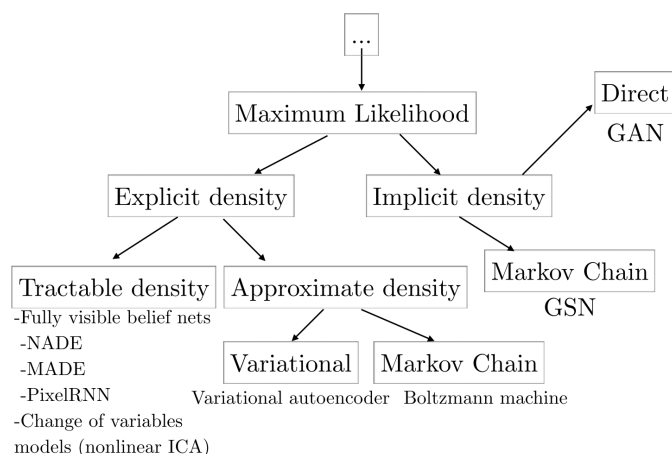 ...
Direct
Maximum Likelihood
GAN
Explicit density
Implicit density
Markov Chain
GSN
Tractable density
Approximate density
-Fully visible belief nets
-NADE
-MADE
-PixelRNN
-Change of variables
models (nonlinear ICA)
Variational
Markov Chain
Variational autoencoder
Boltzmann machine